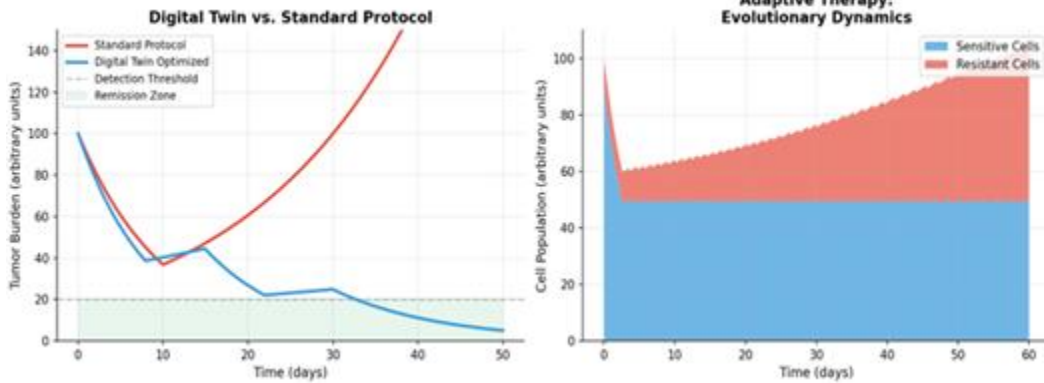 Digital Twin vs. Standard Protocol
Standard Protocol
Digital Twin Optimized
Detection Threshold
Remission Zone
Tumor Burden (arbitrary units)
140
120
100
80
60
40
20
0
0 10 20 30 40 50
Time (days)
Adaptive Therapy:
Evolutionary Dynamics
Sensitive Cells
Resistant Cells
Cell Population (arbitrary units)
100
80
60
40
20
0
0 10 20 30 40 50 60
Time (days)